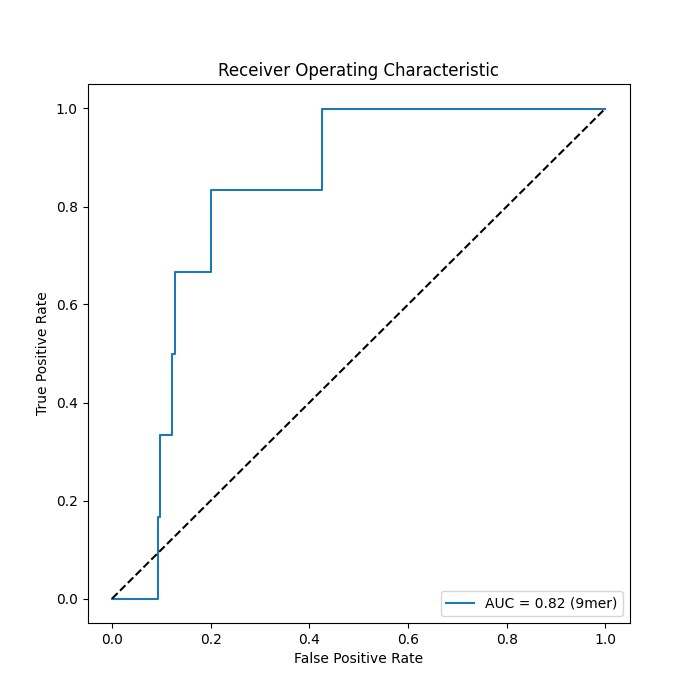 Receiver Operating Characteristic
True Positive Rate
1.0
0.8
0.6
0.4
0.2
0.0
AUC = 0.82 (9mer)
0.0 0.2 0.4 0.6 0.8 1.0
False Positive Rate